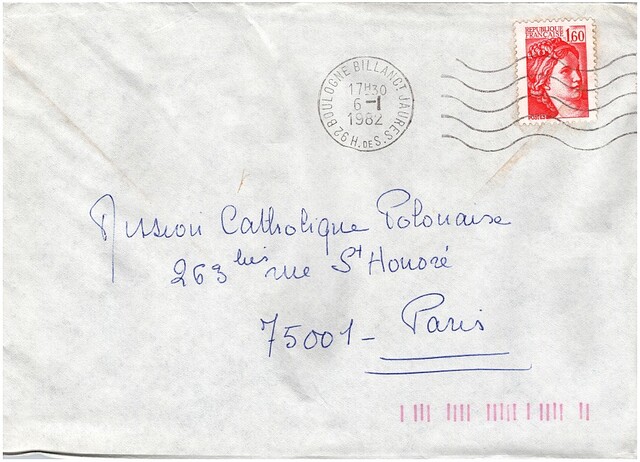 REPUBLIQUE
FRANCAISE 1,60
POSTES
92 BOULOGNE BILLANCT JAURES
17H30
6-1
1982
H. DE S.
Mission Catholique Polonaise
263 bis rue St Honoré
75001 - Paris